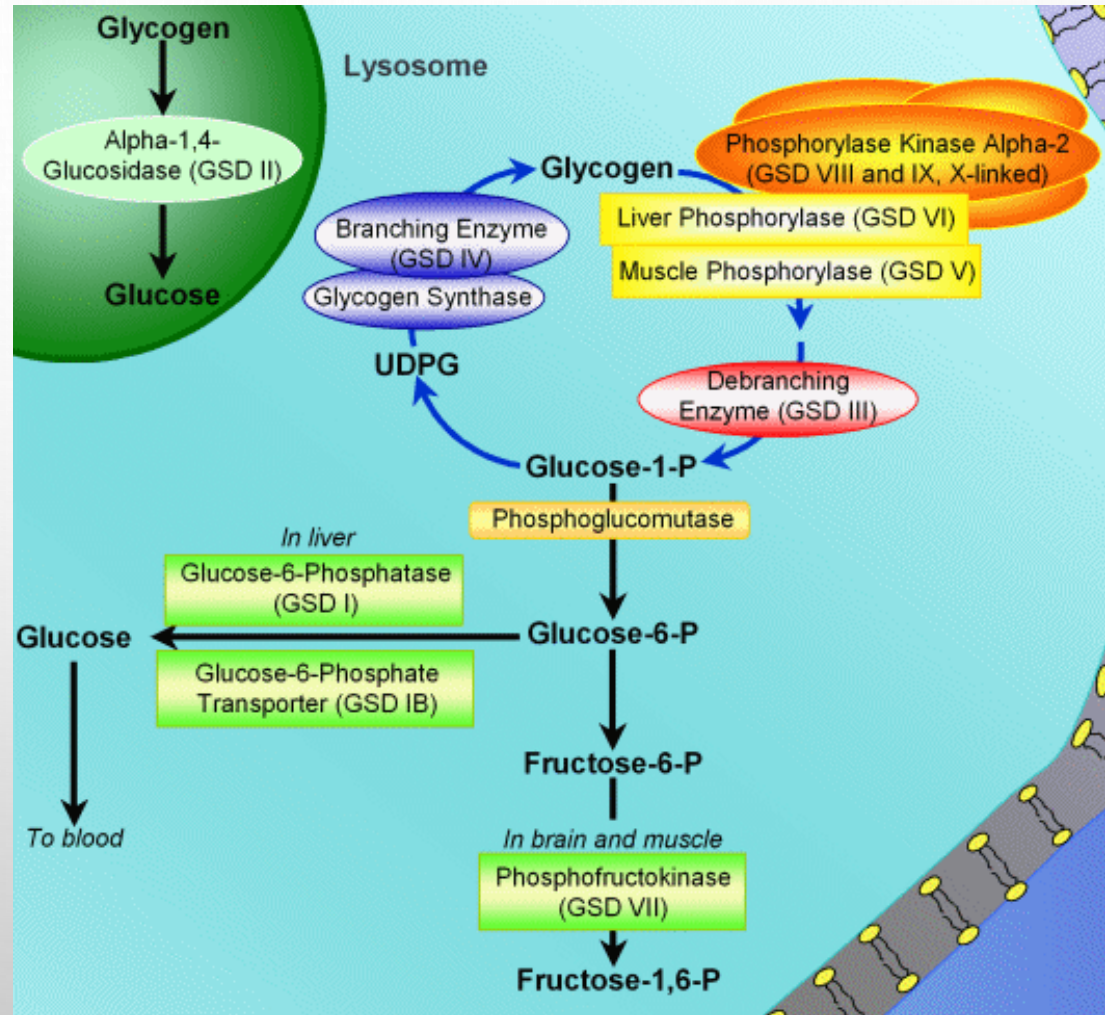 Glycogen
Lysosome
Alpha-1,4-
Glucosidase (GSD II)
Glucose
Phosphorylase Kinase Alpha-2
(GSD VIII and IX, X-linked)
Glycogen
Liver Phosphorylase (GSD VI)
Muscle Phosphorylase (GSD V)
Branching Enzyme
(GSD IV)
Glycogen Synthase
UDPG
Debranching
Enzyme (GSD III)
Glucose-1-P
Phosphoglucomutase
In liver
Glucose-6-Phosphatase
(GSD I)
Glucose
Glucose-6-P
Glucose-6-Phosphate
Transporter (GSD IB)
To blood
Fructose-6-P
In brain and muscle
Phosphofructokinase
(GSD VII)
Fructose-1,6-P